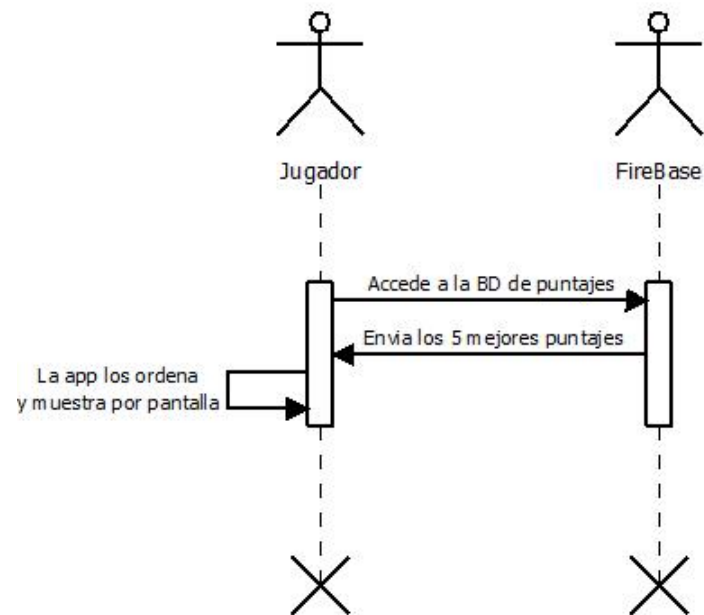 Jugador
FireBase
Accede a la BD de puntajes
Envia los 5 mejores puntajes
La app los ordena
y muestra por pantalla